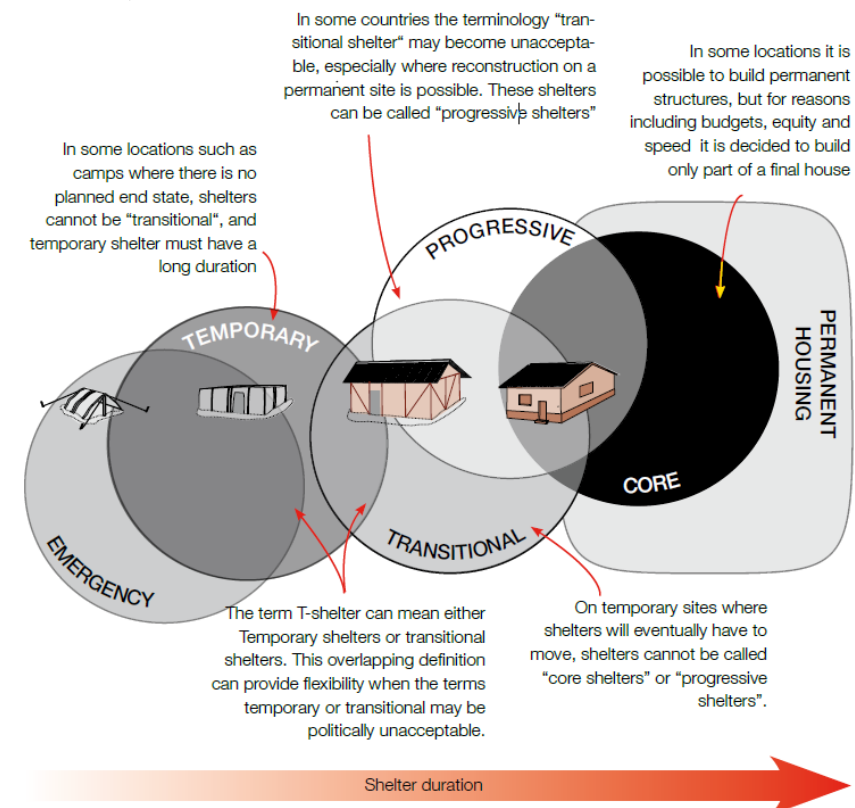 In some countries the terminology “tran-
sitional shelter“ may become unaccepta-
ble, especially where reconstruction on a
permanent site is possible. These shelters
can be called “progressive shelters”
In some locations it is
possible to build permanent
structures, but for reasons
including budgets, equity and
speed it is decided to build
only part of a final house
In some locations such as
camps where there is no
planned end state, shelters
cannot be “transitional“, and
temporary shelter must have a
long duration
PROGRESSIVE
TEMPORARY
PERMANENT
HOUSING
CORE
TRANSITIONAL
EMERGENCY
The term T-shelter can mean either
Temporary shelters or transitional
shelters. This overlapping definition
can provide flexibility when the terms
temporary or transitional may be
politically unacceptable.
On temporary sites where
shelters will eventually have to
move, shelters cannot be called
“core shelters” or “progressive
shelters”.
Shelter duration